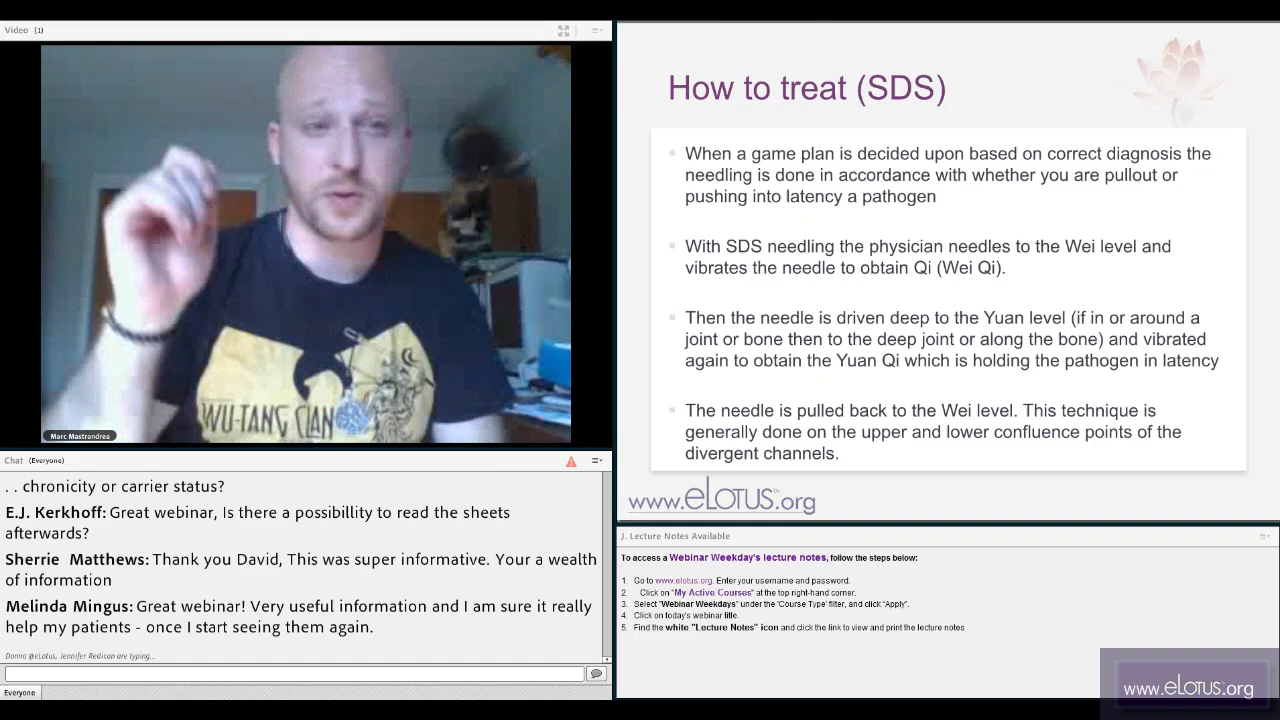 Video (1)
WU-TANG CLAN
Marc Mastrandrea
How to treat (SDS)
When a game plan is decided upon based on correct diagnosis the
needling is done in accordance with whether you are pullout or
pushing into latency a pathogen
With SDS needling the physician needles to the Wei level and
vibrates the needle to obtain Qi (Wei Qi).
Then the needle is driven deep to the Yuan level (if in or around a
joint or bone then to the deep joint or along the bone) and vibrated
again to obtain the Yuan Qi which is holding the pathogen in latency
The needle is pulled back to the Wei level. This technique is
generally done on the upper and lower confluence points of the
divergent channels.
www.eLOTUS.org
Chat (Everyone)
. . chronicity or carrier status?
E.J. Kerkhoff: Great webinar, Is there a possibillity to read the sheets
afterwards?
Sherrie Matthews: Thank you David, This was super informative. Your a wealth
of information
Melinda Mingus: Great webinar! Very useful information and I am sure it really
help my patients - once I start seeing them again.
Donna @eLotus, Jennifer Redican are typing...
Everyone
J. Lecture Notes Available
To access a Webinar Weekday's lecture notes, follow the steps below:
1. Go to www.elotus.org. Enter your username and password.
2. Click on "My Active Courses" at the top right-hand corner.
3. Select "Webinar Weekdays" under the 'Course Type' filter, and click "Apply".
4. Click on today's webinar title.
5. Find the white "Lecture Notes" icon and click the link to view and print the lecture notes
www.eLOTUS.org